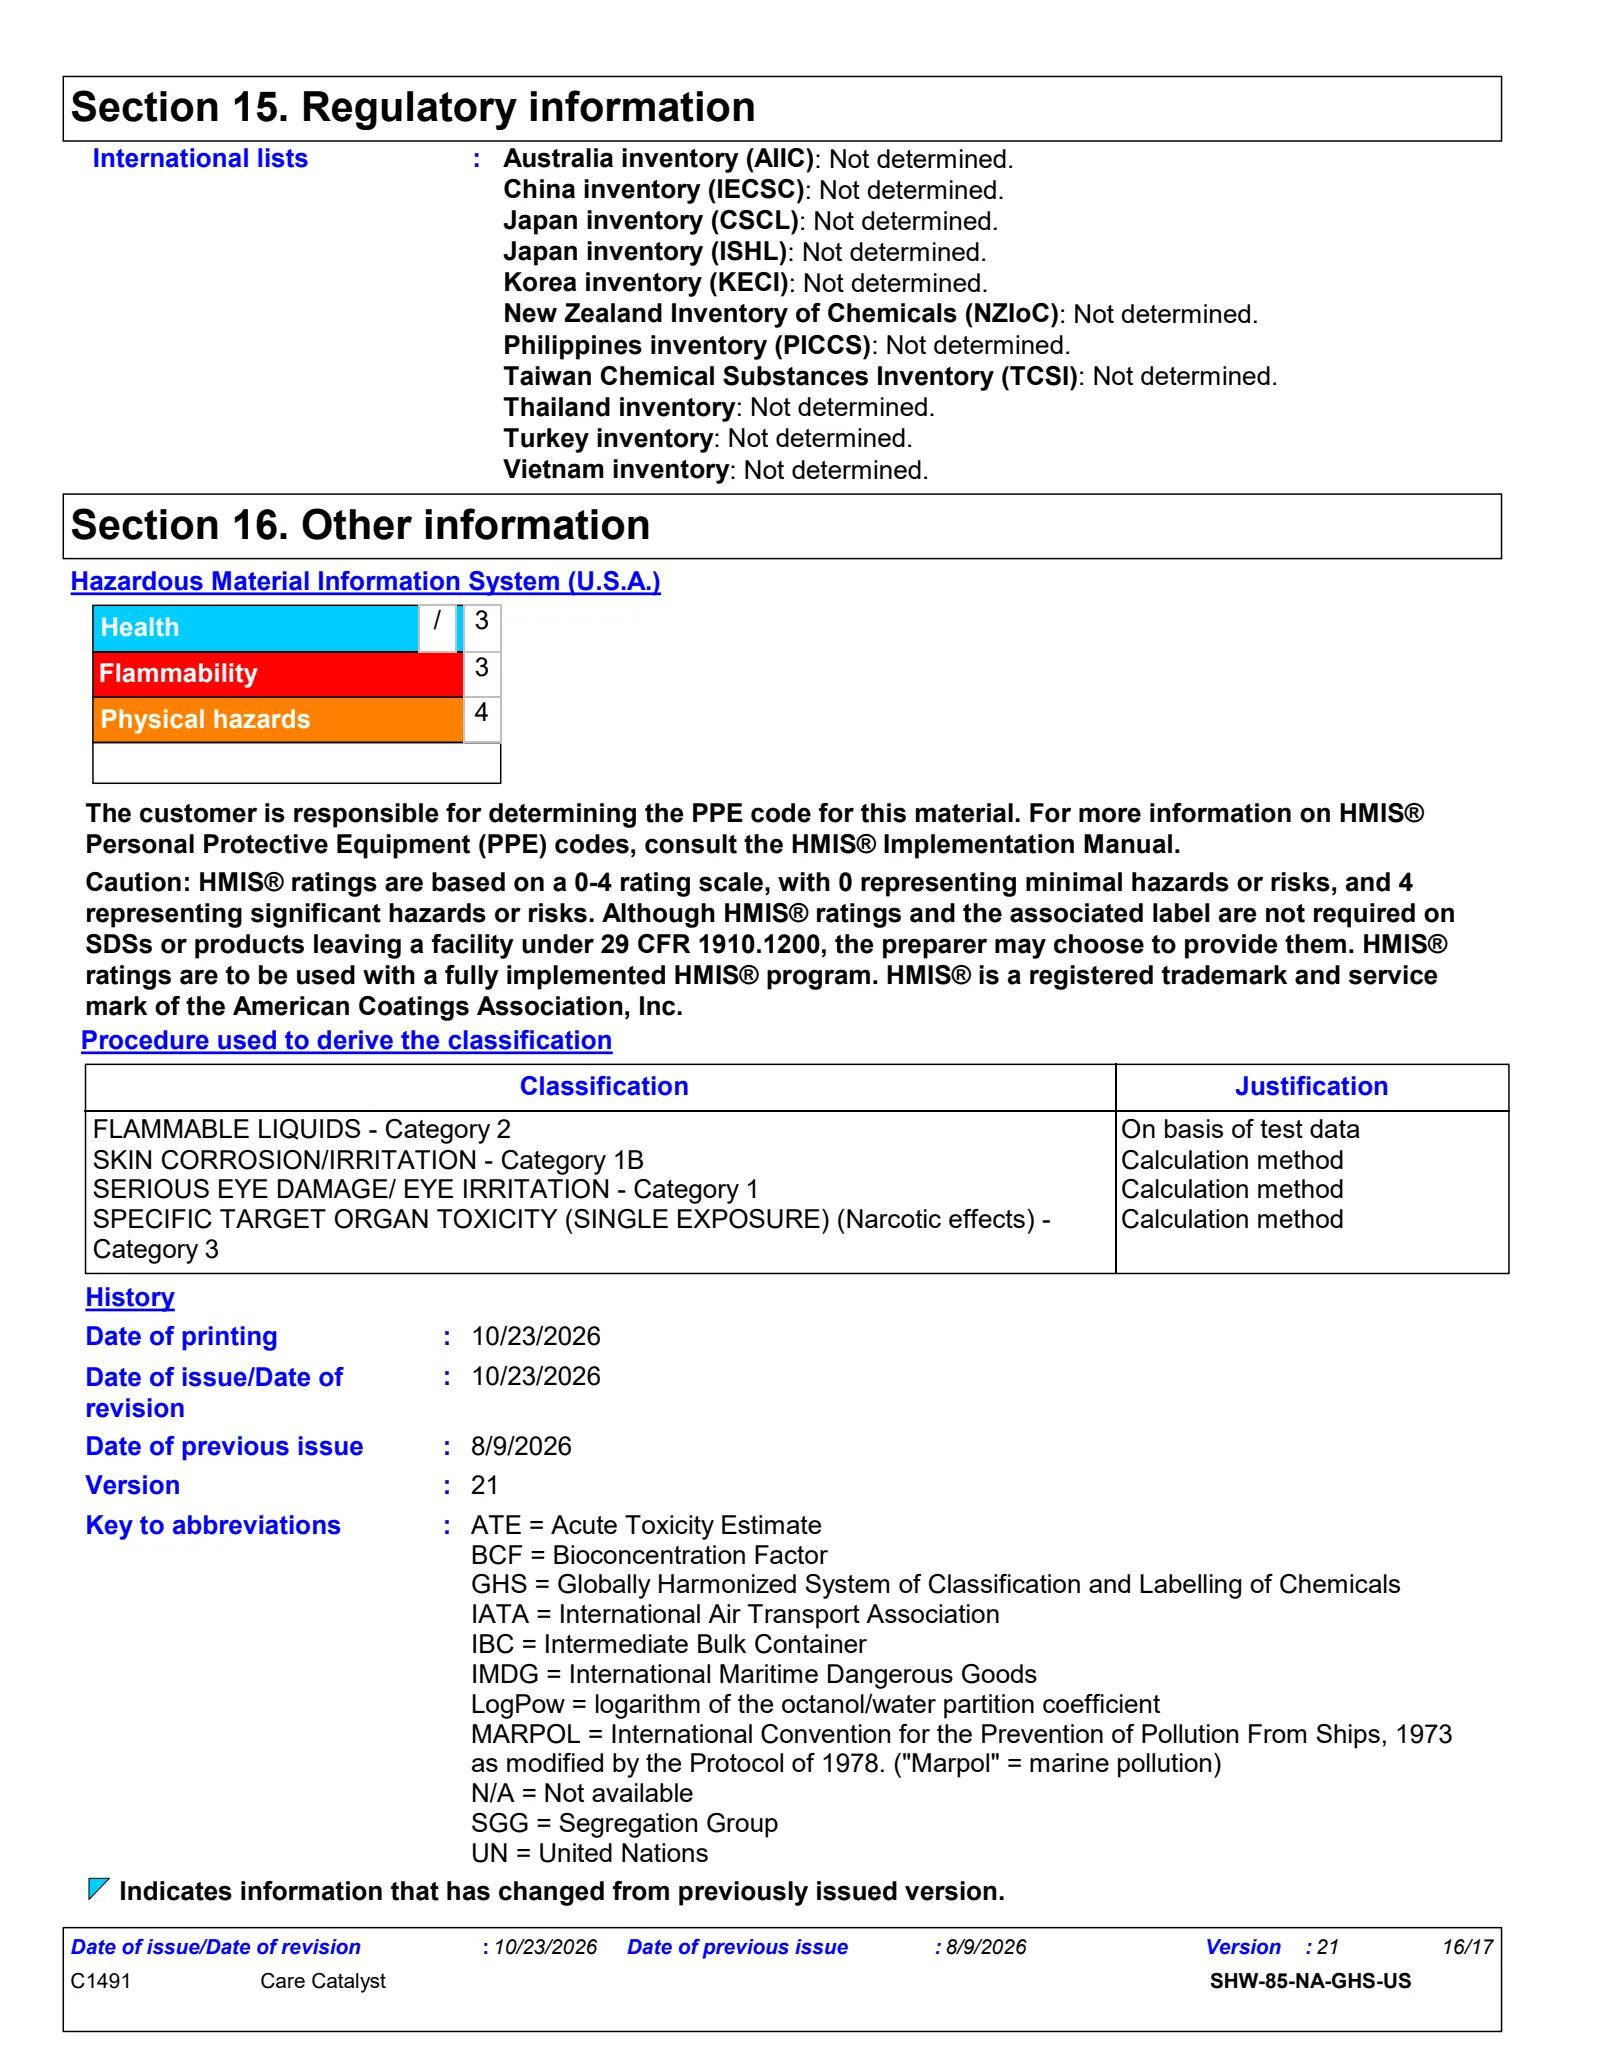 Section 15. Regulatory information
International lists : Australia inventory (AIIC): Not determined.
China inventory (IECSC): Not determined.
Japan inventory (CSCL): Not determined.
Japan inventory (ISHL): Not determined.
Korea inventory (KECI): Not determined.
New Zealand Inventory of Chemicals (NZIoC): Not determined.
Philippines inventory (PICCS): Not determined.
Taiwan Chemical Substances Inventory (TCSI): Not determined.
Thailand inventory: Not determined.
Turkey inventory: Not determined.
Vietnam inventory: Not determined.
Section 16. Other information
Hazardous Material Information System (U.S.A.)
Health / 3
Flammability 3
Physical hazards 4
The customer is responsible for determining the PPE code for this material. For more information on HMIS®
Personal Protective Equipment (PPE) codes, consult the HMIS® Implementation Manual.
Caution: HMIS® ratings are based on a 0-4 rating scale, with 0 representing minimal hazards or risks, and 4
representing significant hazards or risks. Although HMIS® ratings and the associated label are not required on
SDSs or products leaving a facility under 29 CFR 1910.1200, the preparer may choose to provide them. HMIS®
ratings are to be used with a fully implemented HMIS® program. HMIS® is a registered trademark and service
mark of the American Coatings Association, Inc.
Procedure used to derive the classification
Classification Justification
FLAMMABLE LIQUIDS - Category 2 On basis of test data
SKIN CORROSION/IRRITATION - Category 1B Calculation method
SERIOUS EYE DAMAGE/ EYE IRRITATION - Category 1 Calculation method
SPECIFIC TARGET ORGAN TOXICITY (SINGLE EXPOSURE) (Narcotic effects) - Calculation method
Category 3
History
Date of printing : 10/23/2026
Date of issue/Date of : 10/23/2026
revision
Date of previous issue : 8/9/2026
Version : 21
Key to abbreviations : ATE = Acute Toxicity Estimate
BCF = Bioconcentration Factor
GHS = Globally Harmonized System of Classification and Labelling of Chemicals
IATA = International Air Transport Association
IBC = Intermediate Bulk Container
IMDG = International Maritime Dangerous Goods
LogPow = logarithm of the octanol/water partition coefficient
MARPOL = International Convention for the Prevention of Pollution From Ships, 1973
as modified by the Protocol of 1978. ("Marpol" = marine pollution)
N/A = Not available
SGG = Segregation Group
UN = United Nations
Indicates information that has changed from previously issued version.
Date of issue/Date of revision : 10/23/2026 Date of previous issue : 8/9/2026 Version : 21 16/17
C1491 Care Catalyst SHW-85-NA-GHS-US